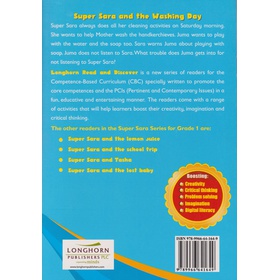 Super Sara and the Washing Day
Super Sara always does all her cleaning activities on Saturday morning.
She wants to help Mother wash the handkerchieves. Juma wants to play
with the water and the soap too. Sara warns Juma about playing with
soap. Juma does not listen to Sara. What trouble does Juma gets into for
not listening to Super Sara?
Longhorn Read and Discover is a new series of readers for the
Competence-Based Curriculum (CBC) specially written to promote the
core competences and the PCIs (Pertinent and Contemporary Issues) in a
fun, educative and entertaining manner. The readers come with a range
of activities that will help learners boost their creativity, imagination and
critical thinking.
The other readers in the Super Sara Series for Grade 1 are:
• Super Sara and the lemon juice
• Super Sara and the school trip
• Super Sara and Tasha
• Super Sara and the lost baby
Boosting:
Creativity
Critical thinking
Problem solving
Imagination
Digital literacy
LONGHORN
PUBLISHERS PLC